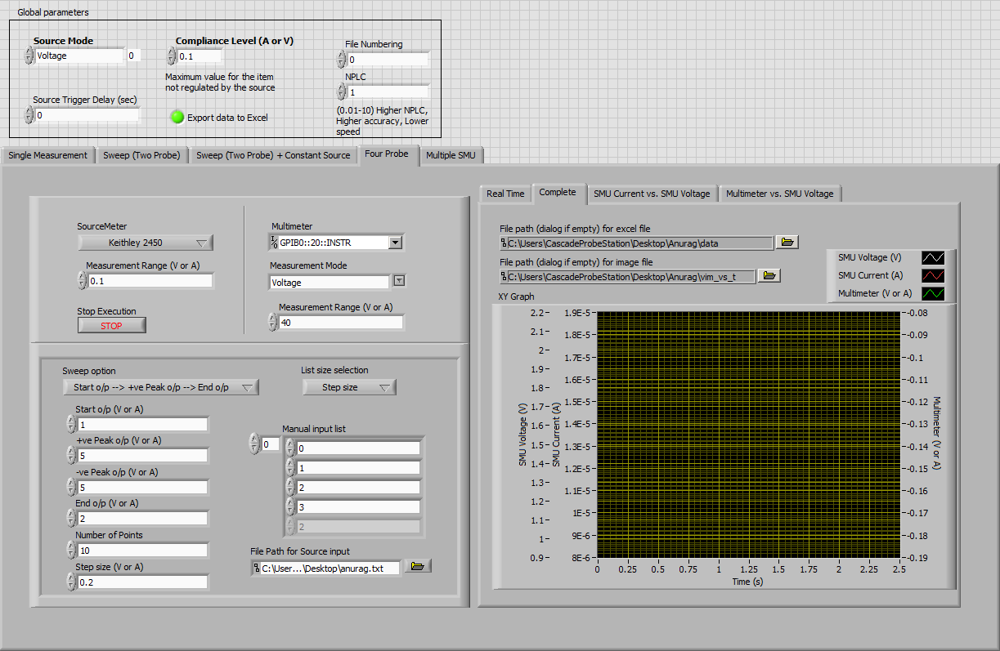 Global parameters
Source Mode
Voltage 0
Compliance Level (A or V)
0.1
Maximum value for the item
not regulated by the source
File Numbering
0
NPLC
1
(0.01-10) Higher NPLC,
Higher accuracy, Lower
speed
Source Trigger Delay (sec)
0
Export data to Excel
Single Measurement
Sweep (Two Probe)
Sweep (Two Probe) + Constant Source
Four Probe
Multiple SMU
SourceMeter
Keithley 2450
Measurement Range (V or A)
0.1
Stop Execution
STOP
Multimeter
I/O GPIB0::20::INSTR
Measurement Mode
Voltage
Measurement Range (V or A)
40
Sweep option
Start o/p --> +ve Peak o/p --> End o/p
Start o/p (V or A)
1
+ve Peak o/p (V or A)
5
-ve Peak o/p (V or A)
5
End o/p (V or A)
2
Number of Points
10
Step size (V or A)
0.2
List size selection
Step size
Manual input list
0
0
1
2
3
2
File Path for Source input
C:\User...\Desktop\anurag.txt
Real Time
Complete
SMU Current vs. SMU Voltage
Multimeter vs. SMU Voltage
File path (dialog if empty) for excel file
C:\Users\CascadeProbeStation\Desktop\Anurag\data
File path (dialog if empty) for image file
C:\Users\CascadeProbeStation\Desktop\Anurag\vim_vs_t
SMU Voltage (V)
SMU Current (A)
Multimeter (V or A)
XY Graph
SMU Voltage (V)
2.2
2.1
2
1.9
1.8
1.7
1.6
1.5
1.4
1.3
1.2
1.1
1
0.9
SMU Current (A)
1.9E-5
1.8E-5
1.7E-5
1.6E-5
1.5E-5
1.4E-5
1.3E-5
1.2E-5
1.1E-5
1E-5
9E-6
8E-6
-0.08
-0.09
-0.1
-0.11
-0.12
-0.13
-0.14
-0.15
-0.16
-0.17
-0.18
-0.19
Multimeter (V or A)
0 0.25 0.5 0.75 1 1.25 1.5 1.75 2 2.25 2.5
Time (s)